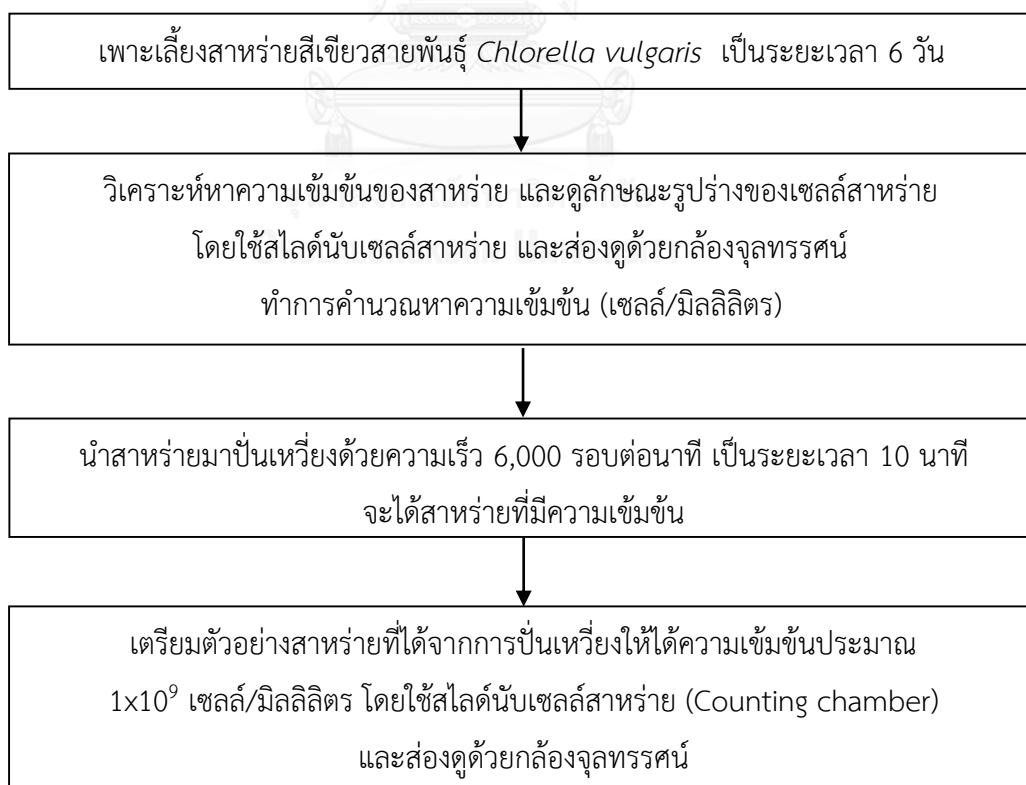 เพาะเลี้ยงสาหร่ายสีเขียวสายพันธุ์ Chlorella vulgaris เป็นระยะเวลา 6 วัน
วิเคราะห์หาความเข้มข้นของสาหร่าย และดูลักษณะรูปร่างของเซลล์สาหร่าย
โดยใช้สไลด์นับเซลล์สาหร่าย และส่องดูด้วยกล้องจุลทรรศน์
ทำการคำนวณหาความเข้มข้น (เซลล์/มิลลิลิตร)
นำสาหร่ายมาปั่นเหวี่ยงด้วยความเร็ว 6,000 รอบต่อนาที เป็นระยะเวลา 10 นาที
จะได้สาหร่ายที่มีความเข้มข้น
เตรียมตัวอย่างสาหร่ายที่ได้จากการปั่นเหวี่ยงให้ได้ความเข้มข้นประมาณ
1x10⁹ เซลล์/มิลลิลิตร โดยใช้สไลด์นับเซลล์สาหร่าย (Counting chamber)
และส่องดูด้วยกล้องจุลทรรศน์